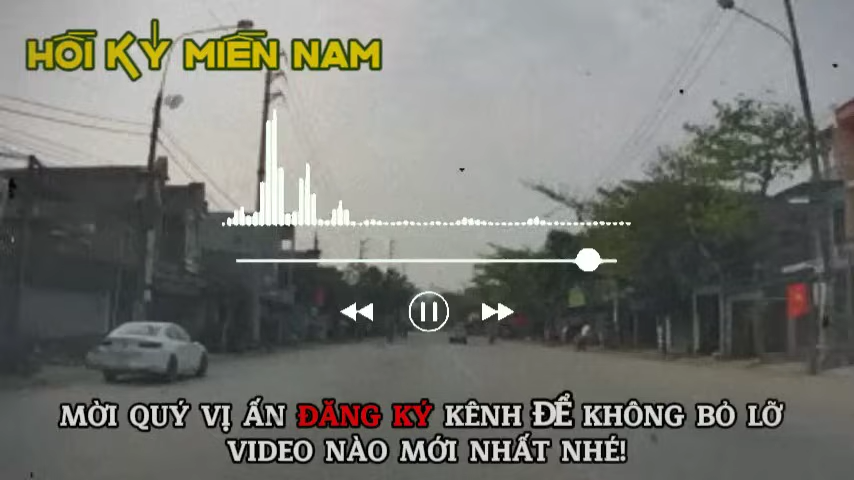 HỒI KÝ MIỀN NAM
MỜI QUÝ VỊ ẤN ĐĂNG KÝ KÊNH ĐỂ KHÔNG BỎ LỠ
VIDEO NÀO MỚI NHẤT NHÉ!